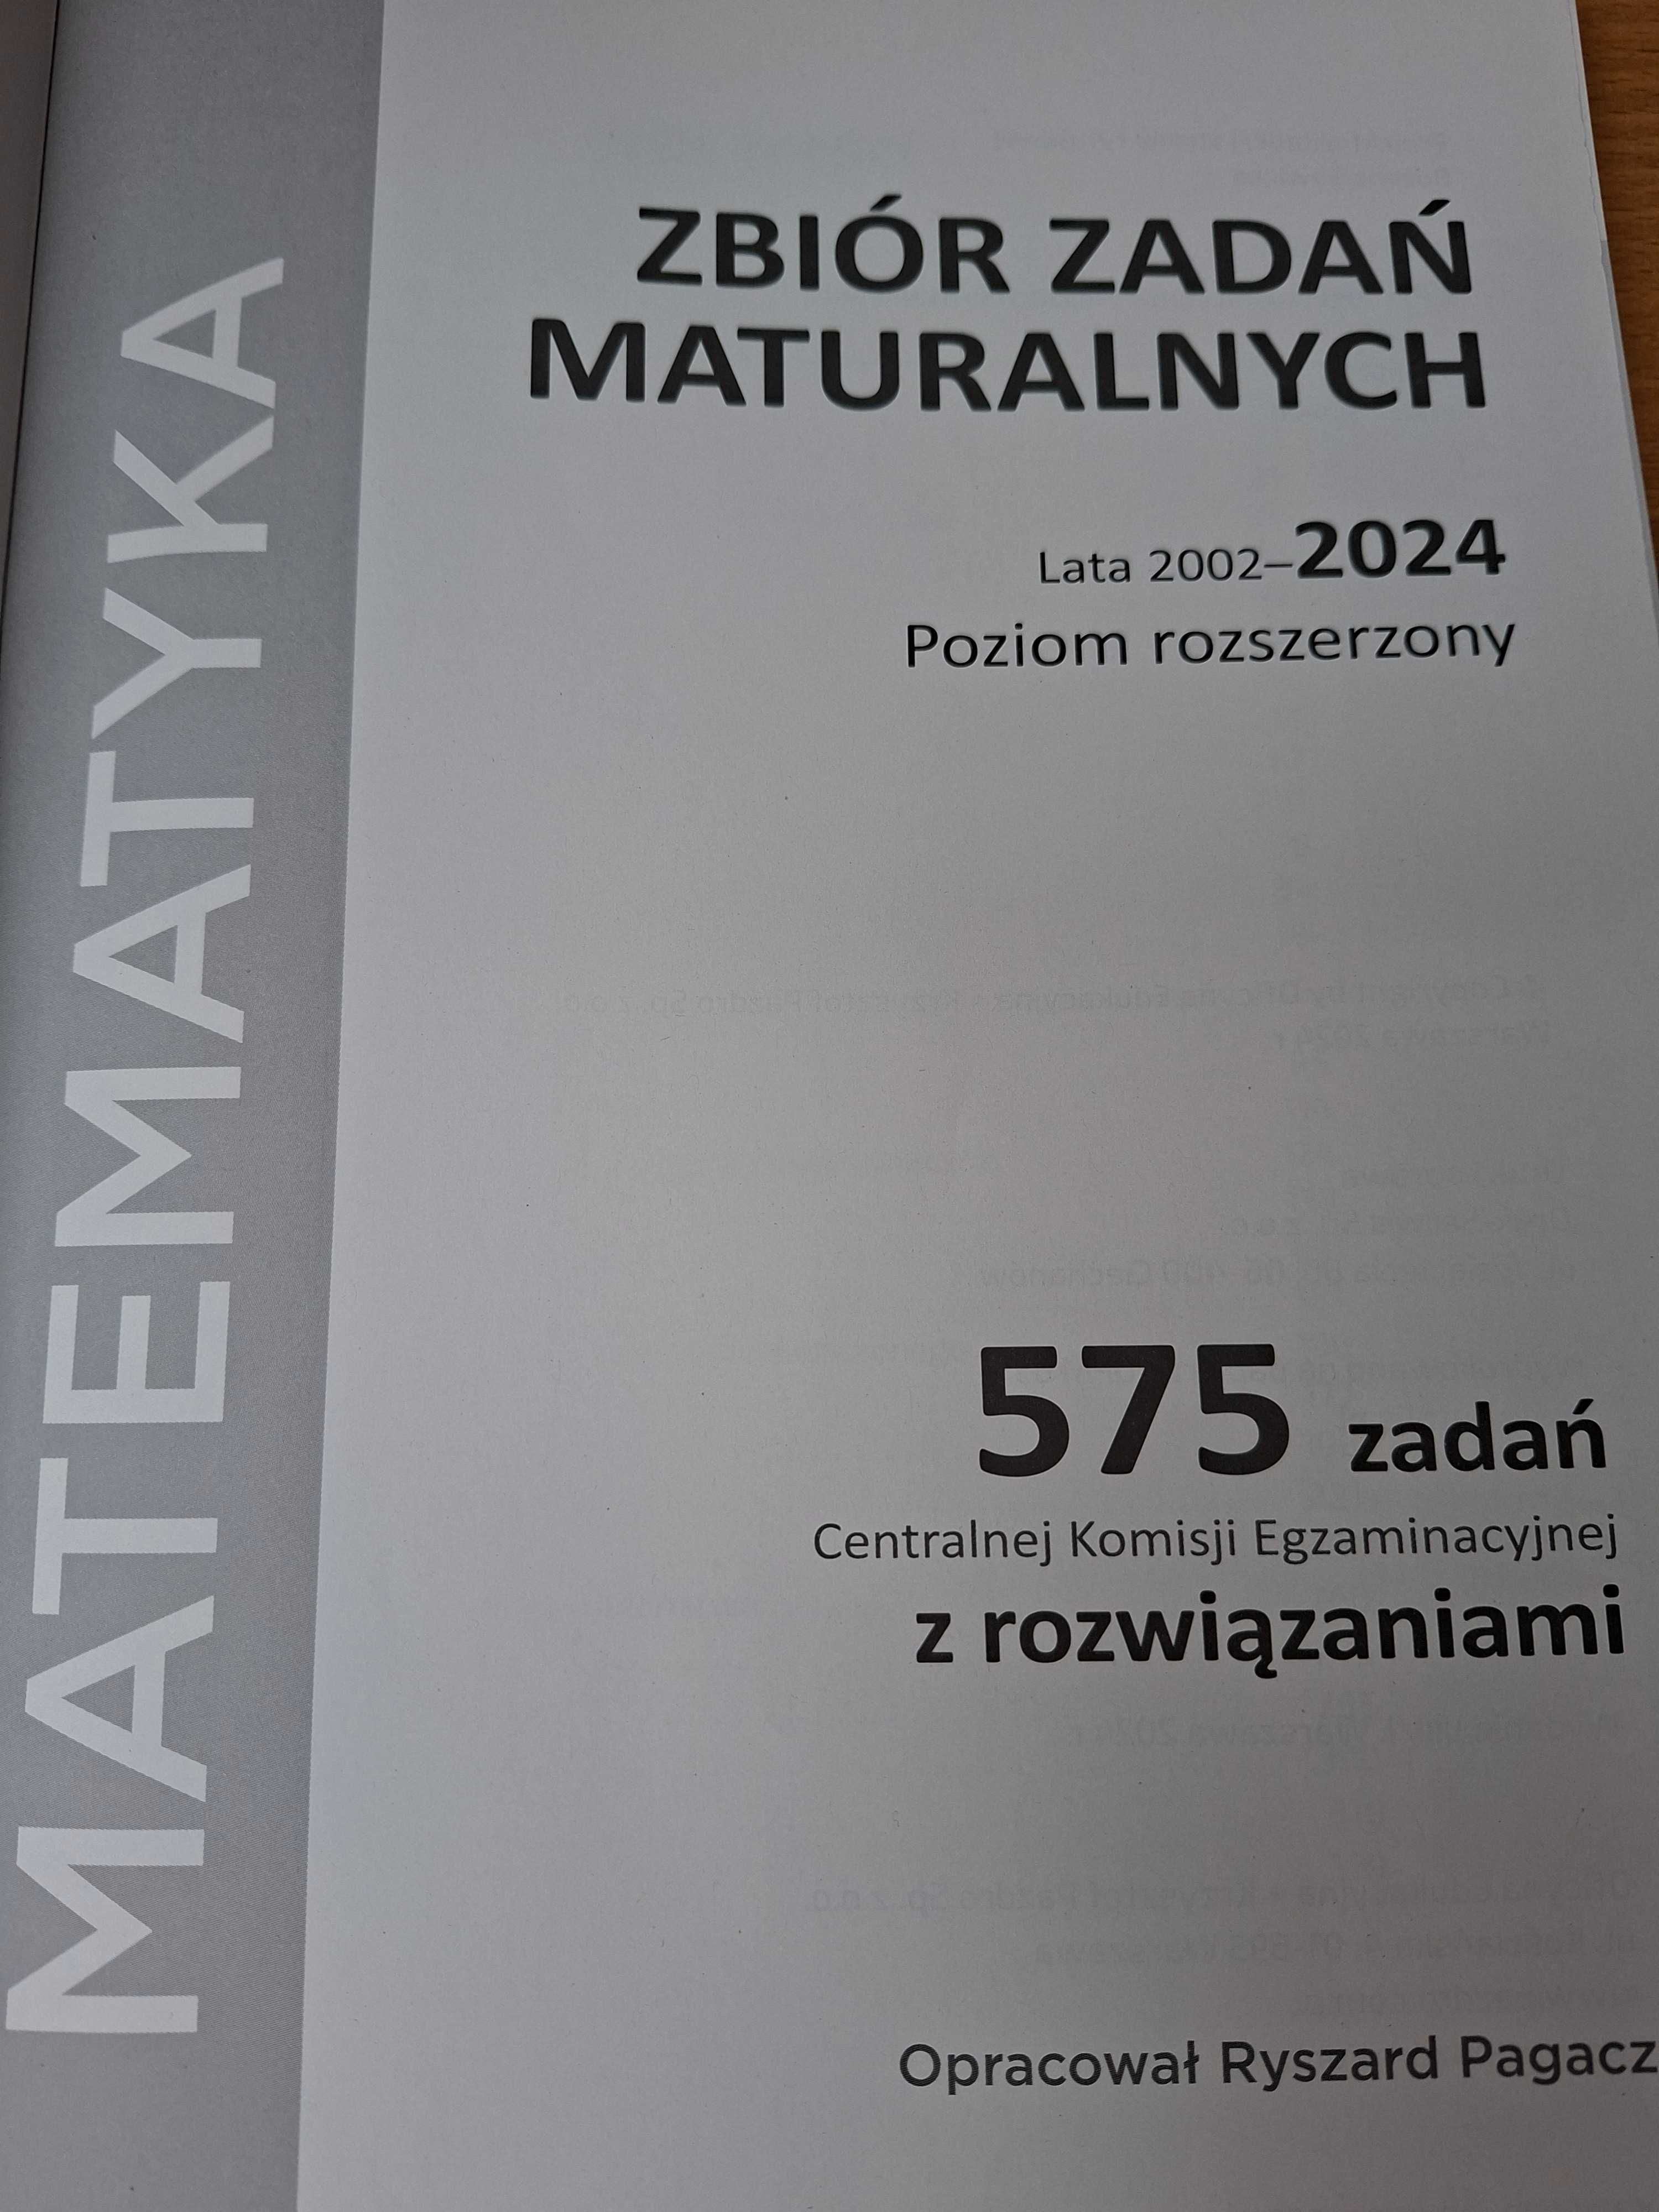 MATEMATYKA
ZBIÓR ZADAŃ
MATURALNYCH
Lata 2002–2024
Poziom rozszerzony
575 zadań
Centralnej Komisji Egzaminacyjnej
z rozwiązaniami
Opracował Ryszard Pagacz